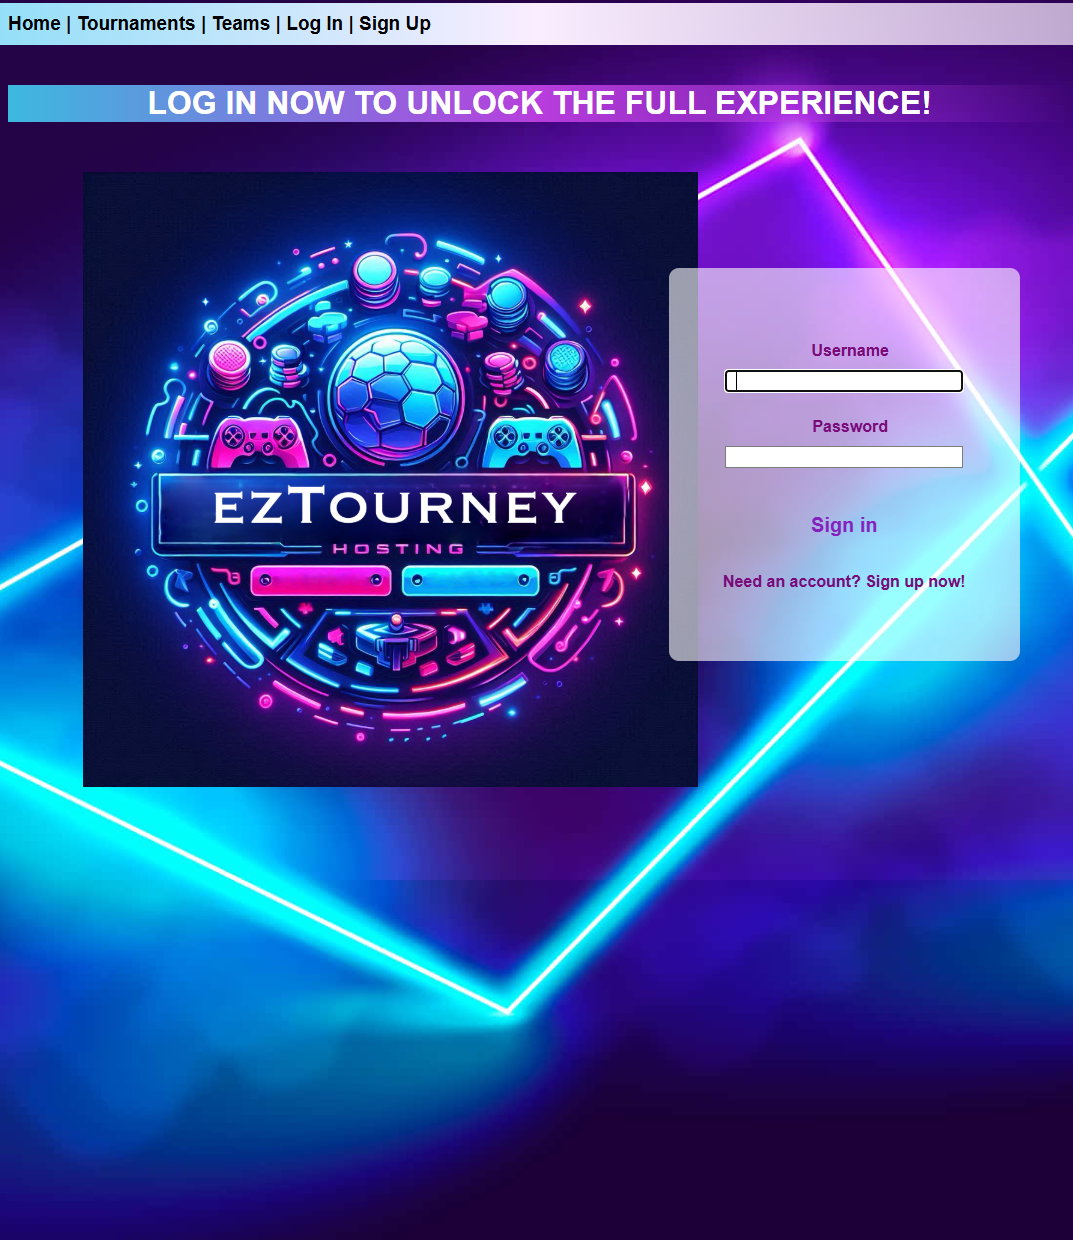 Home | Tournaments | Teams | Log In | Sign Up
LOG IN NOW TO UNLOCK THE FULL EXPERIENCE!
EZTOURNEY
HOSTING
Username
Password
Sign in
Need an account? Sign up now!